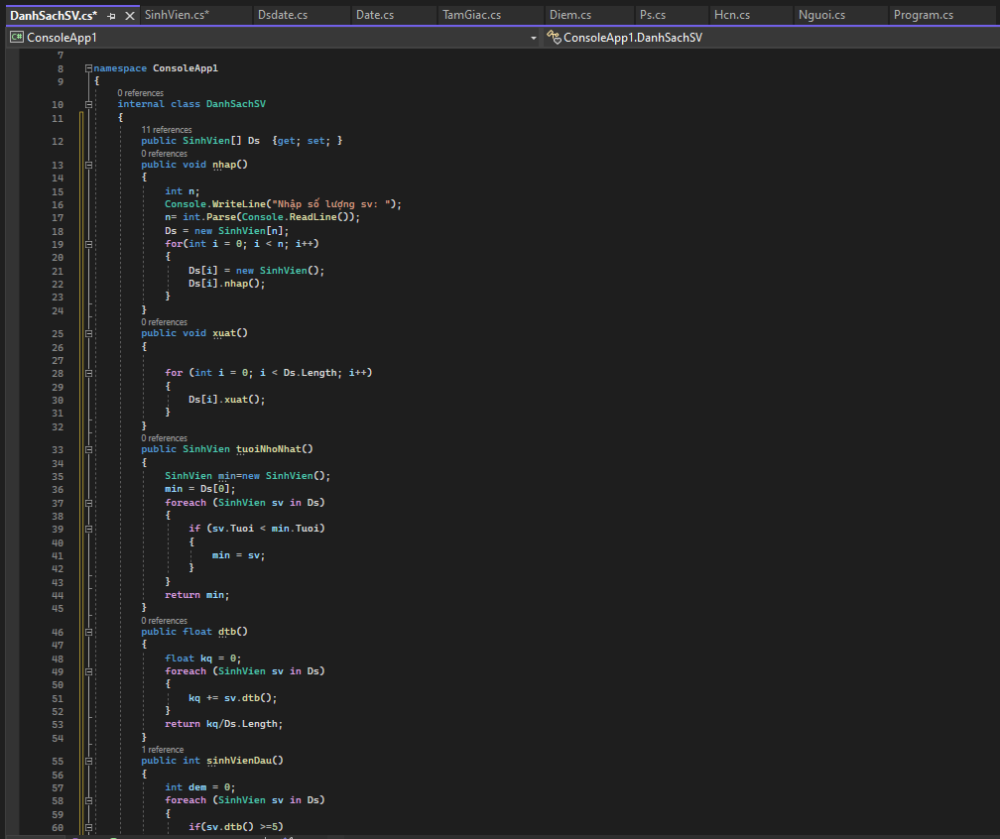 DanhSachSV.cs* SinhVien.cs* Dsdate.cs Date.cs TamGiac.cs Diem.cs Ps.cs Hcn.cs Nguoi.cs Program.cs
C# ConsoleApp1 ConsoleApp1.DanhSachSV
7
8 namespace ConsoleApp1
9 {
0 references
10 internal class DanhSachSV
11 {
11 references
12 public SinhVien[] Ds {get; set; }
0 references
13 public void nhap()
14 {
15 int n;
16 Console.WriteLine("Nhập số lượng sv: ");
17 n= int.Parse(Console.ReadLine());
18 Ds = new SinhVien[n];
19 for(int i = 0; i < n; i++)
20 {
21 Ds[i] = new SinhVien();
22 Ds[i].nhap();
23 }
24 }
0 references
25 public void xuat()
26 {
27
28 for (int i = 0; i < Ds.Length; i++)
29 {
30 Ds[i].xuat();
31 }
32 }
0 references
33 public SinhVien tuoiNhoNhat()
34 {
35 SinhVien min=new SinhVien();
36 min = Ds[0];
37 foreach (SinhVien sv in Ds)
38 {
39 if (sv.Tuoi < min.Tuoi)
40 {
41 min = sv;
42 }
43 }
44 return min;
45 }
0 references
46 public float dtb()
47 {
48 float kq = 0;
49 foreach (SinhVien sv in Ds)
50 {
51 kq += sv.dtb();
52 }
53 return kq/Ds.Length;
54 }
1 reference
55 public int sinhVienDau()
56 {
57 int dem = 0;
58 foreach (SinhVien sv in Ds)
59 {
60 if(sv.dtb() >=5)